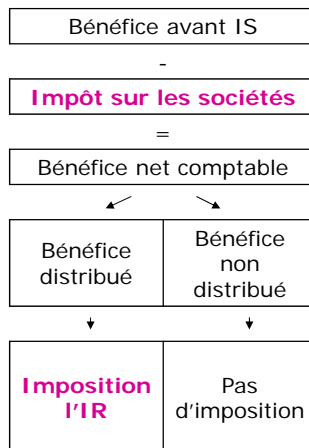 Bénéfice avant IS
-
Impôt sur les sociétés
=
Bénéfice net comptable
Bénéfice
distribué
Bénéfice
non
distribué
Imposition
l'IR
Pas
d'imposition